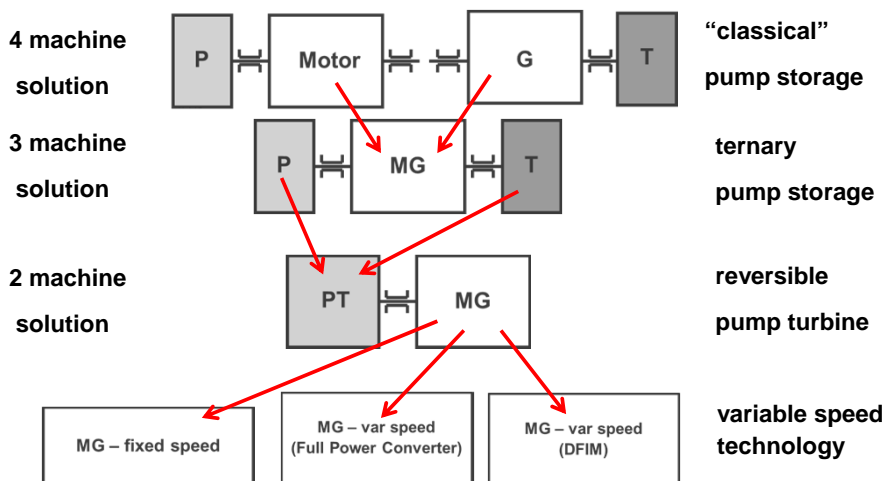 4 machine
solution
P
Motor
G
T
“classical”
pump storage
3 machine
solution
P
MG
T
ternary
pump storage
2 machine
solution
PT
MG
reversible
pump turbine
MG – fixed speed
MG – var speed
(Full Power Converter)
MG – var speed
(DFIM)
variable speed
technology